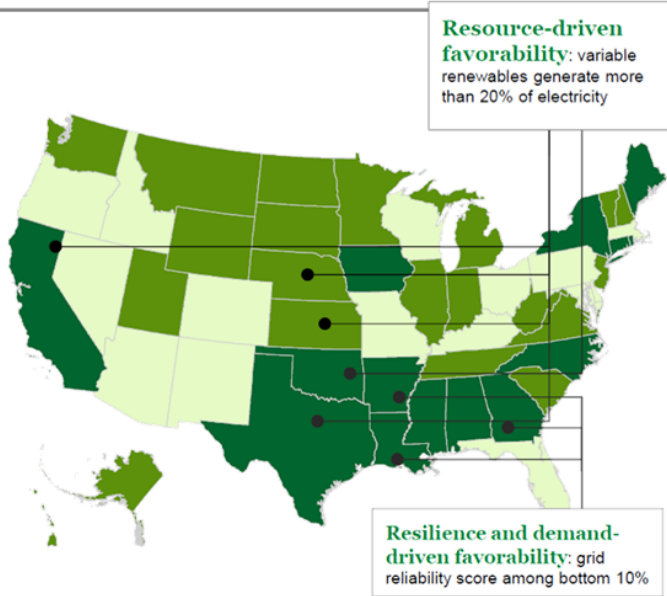 Resource-driven
favorability: variable
renewables generate more
than 20% of electricity
Resilience and demand-
driven favorability: grid
reliability score among bottom 10%